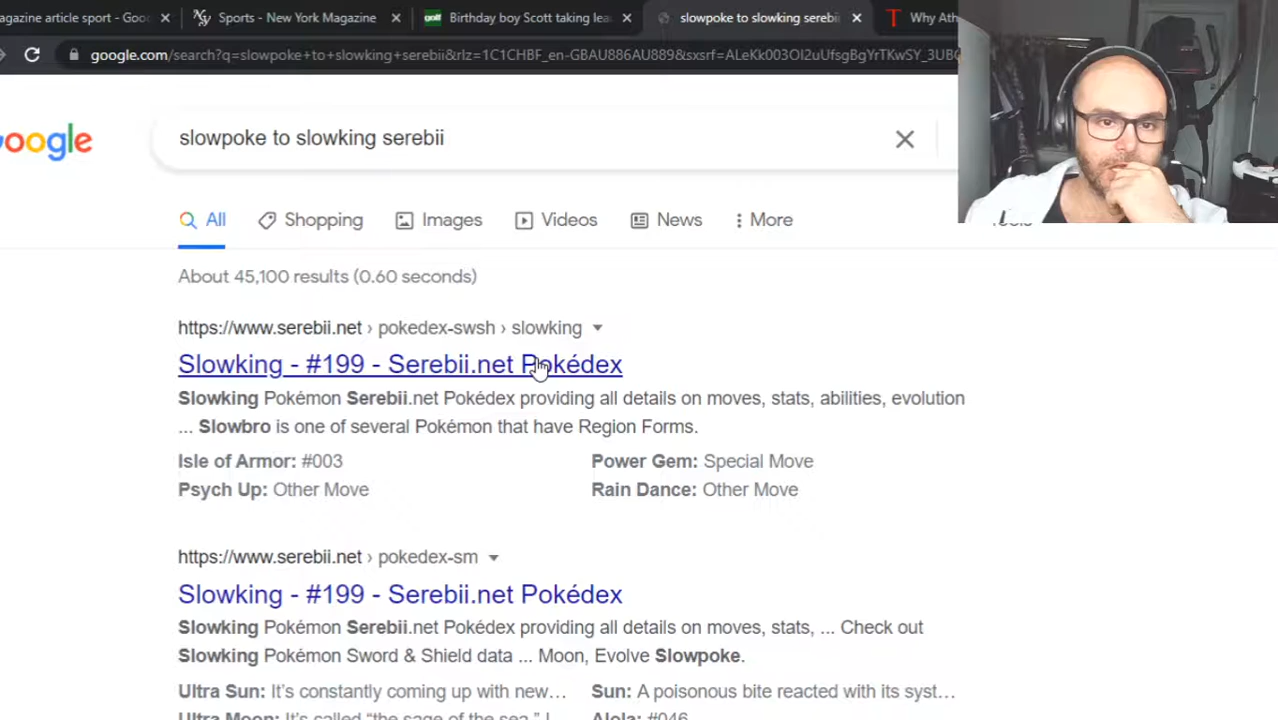 agazine article sport - Goo
Sports - New York Magazine
golf Birthday boy Scott taking lea
slowpoke to slowking serebii
T Why Ath
google.com/search?q=slowpoke+to+slowking+serebii&rlz=1C1CHBF_en-GBAU886AU889&sxsrf=ALeKk003OI2uUfsgBgYrTKwSY_3UB
oogle
slowpoke to slowking serebii
All Shopping Images Videos News More
About 45,100 results (0.60 seconds)
https://www.serebii.net › pokedex-swsh › slowking
Slowking - #199 - Serebii.net Pokédex
Slowking Pokémon Serebii.net Pokédex providing all details on moves, stats, abilities, evolution
... Slowbro is one of several Pokémon that have Region Forms.
Isle of Armor: #003 Power Gem: Special Move
Psych Up: Other Move Rain Dance: Other Move
https://www.serebii.net › pokedex-sm
Slowking - #199 - Serebii.net Pokédex
Slowking Pokémon Serebii.net Pokédex providing all details on moves, stats, ... Check out
Slowking Pokémon Sword & Shield data ... Moon, Evolve Slowpoke.
Ultra Sun: It's constantly coming up with new… Sun: A poisonous bite reacted with its syst…
Ultra Moon: It's called “the sage of the sea.” I Alola: #046